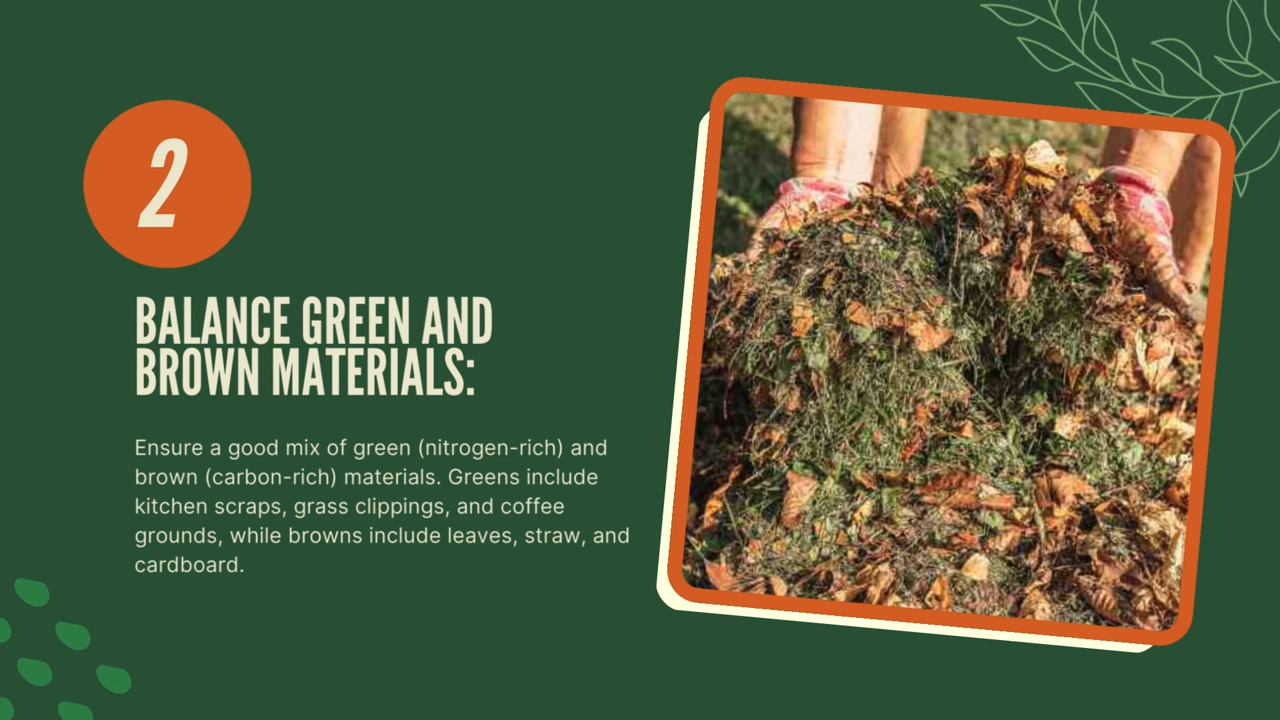 2
BALANCE GREEN AND
BROWN MATERIALS:
Ensure a good mix of green (nitrogen-rich) and
brown (carbon-rich) materials. Greens include
kitchen scraps, grass clippings, and coffee
grounds, while browns include leaves, straw, and
cardboard.